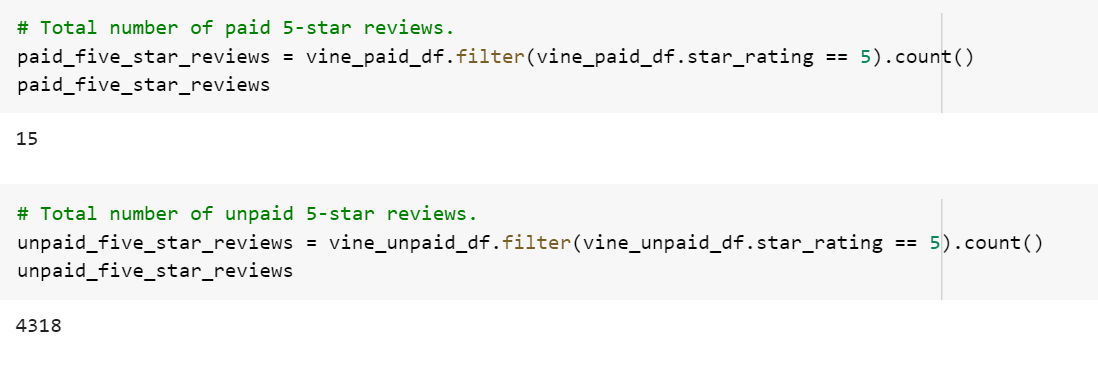 # Total number of paid 5-star reviews.
paid_five_star_reviews = vine_paid_df.filter(vine_paid_df.star_rating == 5).count()
paid_five_star_reviews
15
# Total number of unpaid 5-star reviews.
unpaid_five_star_reviews = vine_unpaid_df.filter(vine_unpaid_df.star_rating == 5).count()
unpaid_five_star_reviews
4318